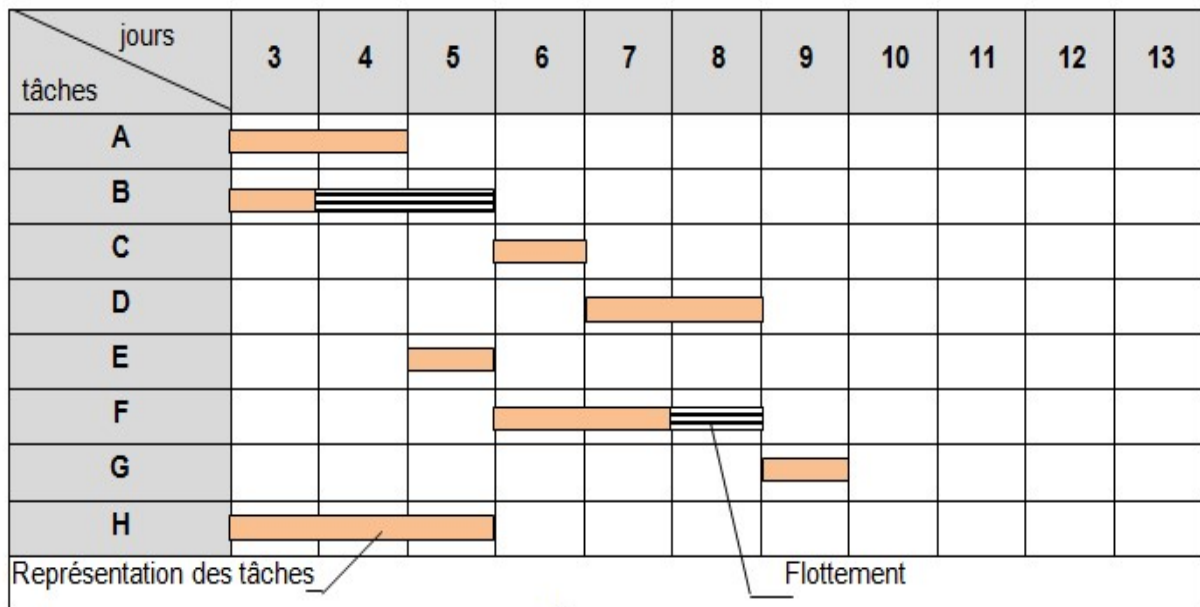 jours
tâches
3 4 5 6 7 8 9 10 11 12 13
A
B
C
D
E
F
G
H
Représentation des tâches
Flottement